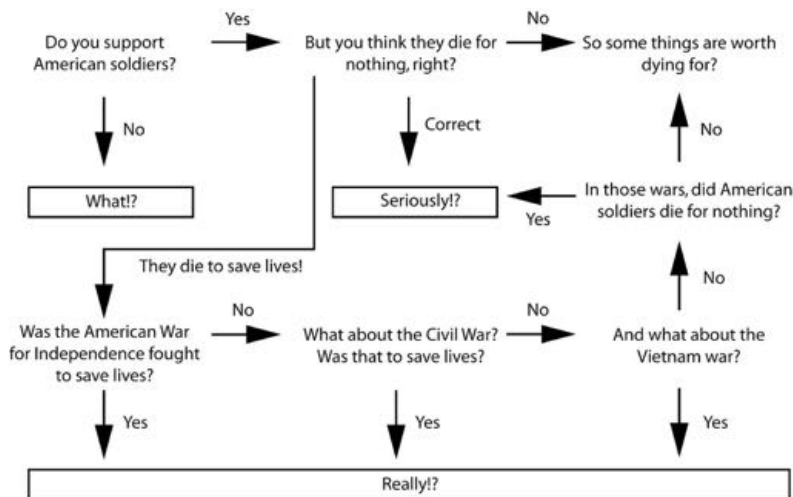 Yes
No
Do you support
American soldiers?
But you think they die for
nothing, right?
So some things are worth
dying for?
No
Correct
No
What!?
Seriously!?
In those wars, did American
soldiers die for nothing?
Yes
They die to save lives!
No
No
No
Was the American War
for Independence fought
to save lives?
What about the Civil War?
Was that to save lives?
And what about the
Vietnam war?
Yes
Yes
Yes
Really!?